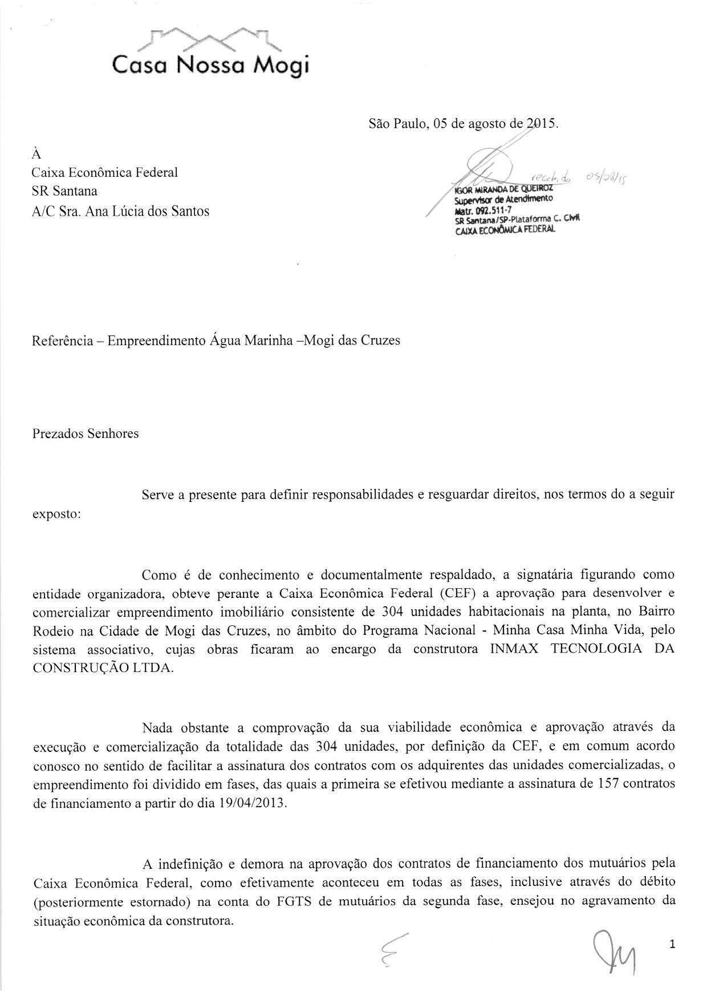 Casa Nossa Mogi
São Paulo, 05 de agosto de 2015.
À
Caixa Econômica Federal
SR Santana
A/C Sra. Ana Lúcia dos Santos
recebido 05/08/15
IGOR MIRANDA DE QUEIROZ
Supervisor de Atendimento
Matr. 092.511-7
SR Santana/SP-Plataforma C. Civil
CAIXA ECONÔMICA FEDERAL
Referência – Empreendimento Água Marinha –Mogi das Cruzes
Prezados Senhores
Serve a presente para definir responsabilidades e resguardar direitos, nos termos do a seguir
exposto:
Como é de conhecimento e documentalmente respaldado, a signatária figurando como
entidade organizadora, obteve perante a Caixa Econômica Federal (CEF) a aprovação para desenvolver e
comercializar empreendimento imobiliário consistente de 304 unidades habitacionais na planta, no Bairro
Rodeio na Cidade de Mogi das Cruzes, no âmbito do Programa Nacional - Minha Casa Minha Vida, pelo
sistema associativo, cujas obras ficaram ao encargo da construtora INMAX TECNOLOGIA DA
CONSTRUÇÃO LTDA.
Nada obstante a comprovação da sua viabilidade econômica e aprovação através da
execução e comercialização da totalidade das 304 unidades, por definição da CEF, e em comum acordo
conosco no sentido de facilitar a assinatura dos contratos com os adquirentes das unidades comercializadas, o
empreendimento foi dividido em fases, das quais a primeira se efetivou mediante a assinatura de 157 contratos
de financiamento a partir do dia 19/04/2013.
A indefinição e demora na aprovação dos contratos de financiamento dos mutuários pela
Caixa Econômica Federal, como efetivamente aconteceu em todas as fases, inclusive através do débito
(posteriormente estornado) na conta do FGTS de mutuários da segunda fase, ensejou no agravamento da
situação econômica da construtora.
1